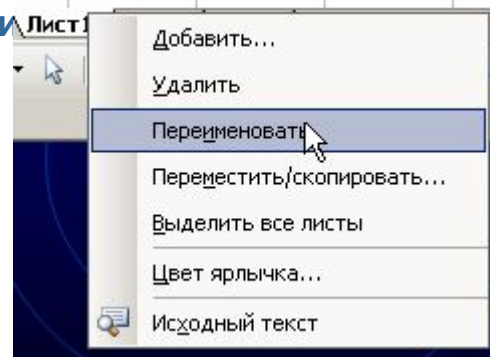 и
Лист1
Добавить...
Удалить
Переименовать
Переместить/скопировать...
Выделить все листы
Цвет ярлычка...
Исходный текст